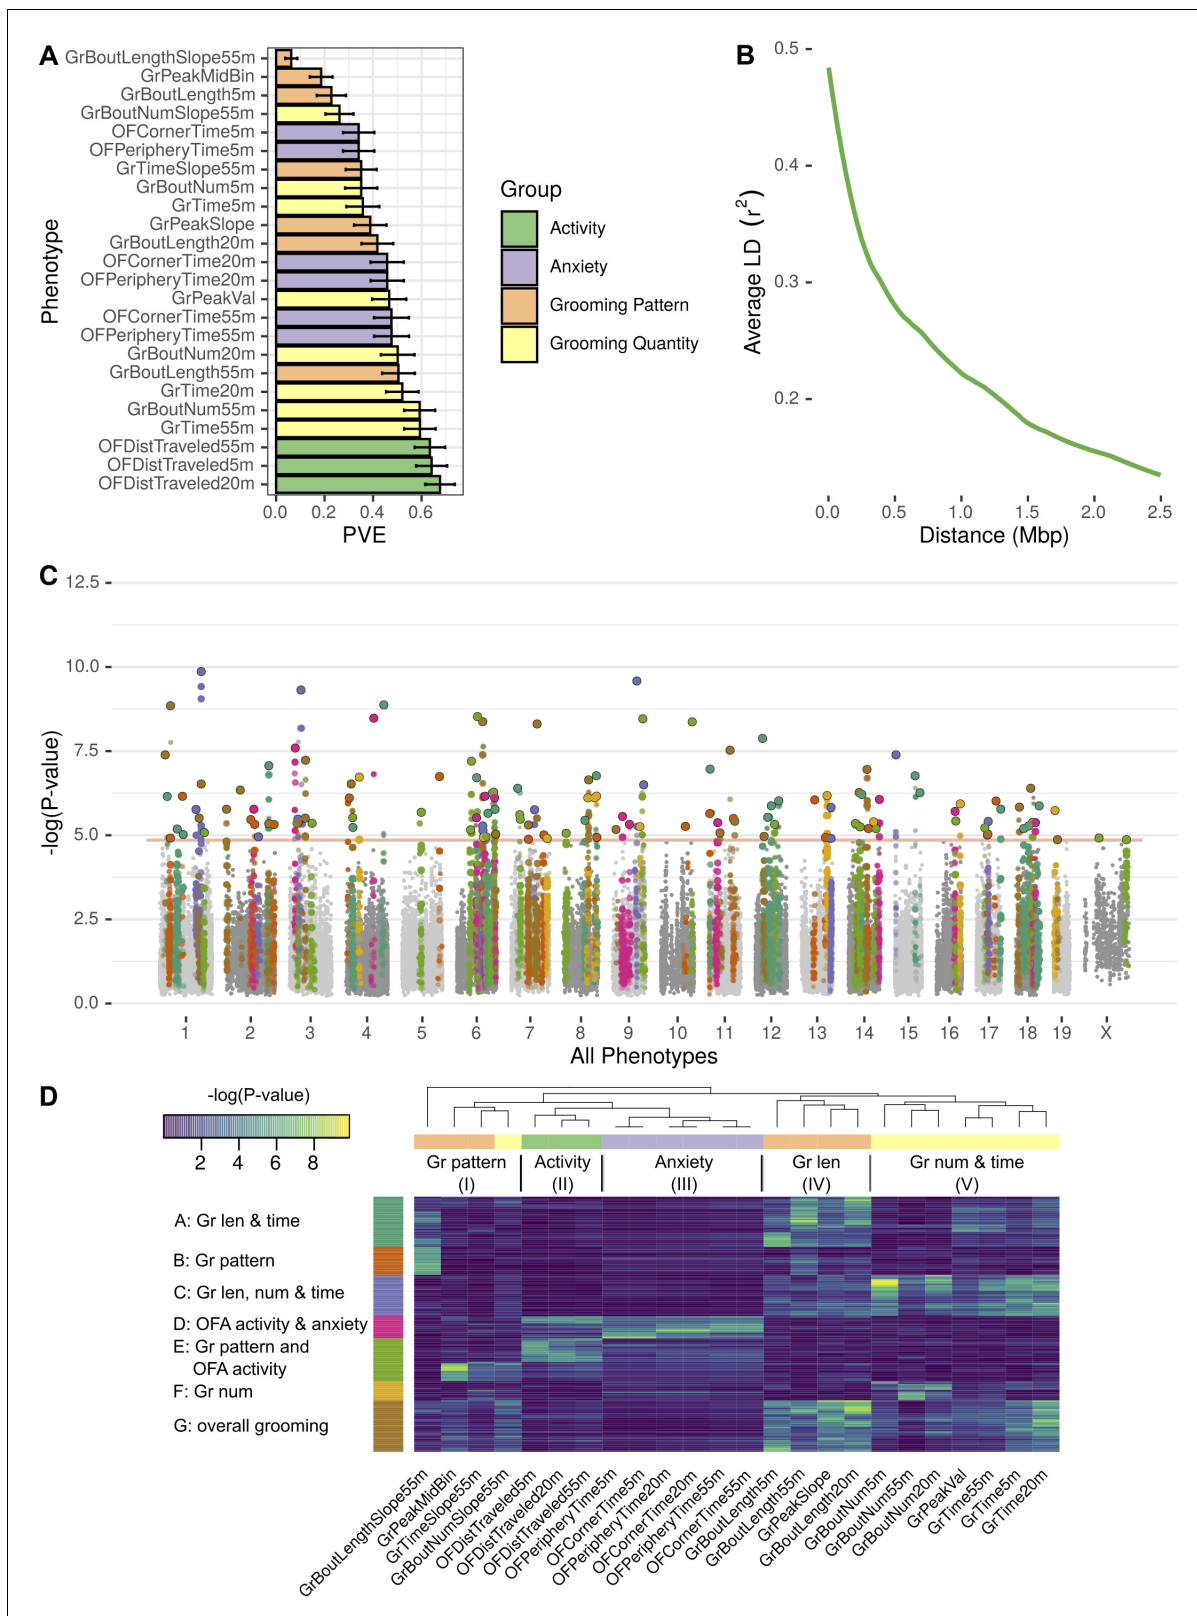 A
GrBoutLengthSlope55m
GrPeakMidBin
GrBoutLength5m
GrBoutNumSlope55m
OFCornerTime5m
OFPeripheryTime5m
GrTimeSlope55m
GrBoutNum5m
GrTime5m
GrPeakSlope
GrBoutLength20m
OFCornerTime20m
OFPeripheryTime20m
GrPeakVal
OFCornerTime55m
OFPeripheryTime55m
GrBoutNum20m
GrBoutLength55m
GrTime20m
GrBoutNum55m
GrTime55m
OFDistTraveled55m
OFDistTraveled5m
OFDistTraveled20m
Phenotype
0.0 0.2 0.4 0.6
PVE
Group
Activity
Anxiety
Grooming Pattern
Grooming Quantity
B
0.5
0.4
0.3
0.2
Average LD (r²)
0.0 0.5 1.0 1.5 2.0 2.5
Distance (Mbp)
C
12.5
10.0
7.5
5.0
2.5
0.0
-log(P-value)
1 2 3 4 5 6 7 8 9 10 11 12 13 14 15 16 17 18 19 X
All Phenotypes
D
-log(P-value)
2 4 6 8
Gr pattern Activity Anxiety Gr len Gr num & time
(I) (II) (III) (IV) (V)
A: Gr len & time
B: Gr pattern
C: Gr len, num & time
D: OFA activity & anxiety
E: Gr pattern and
OFA activity
F: Gr num
G: overall grooming
GrBoutLengthSlope55m
GrPeakMidBin
GrTimeSlope55m
GrBoutNumSlope55m
OFDistTraveled5m
OFDistTraveled20m
OFDistTraveled55m
OFPeripheryTime5m
OFCornerTime5m
OFPeripheryTime20m
OFCornerTime20m
OFPeripheryTime55m
OFCornerTime55m
GrBoutLength5m
GrBoutLength55m
GrPeakSlope
GrBoutLength20m
GrBoutNum5m
GrBoutNum55m
GrBoutNum20m
GrPeakVal
GrTime55m
GrTime5m
GrTime20m